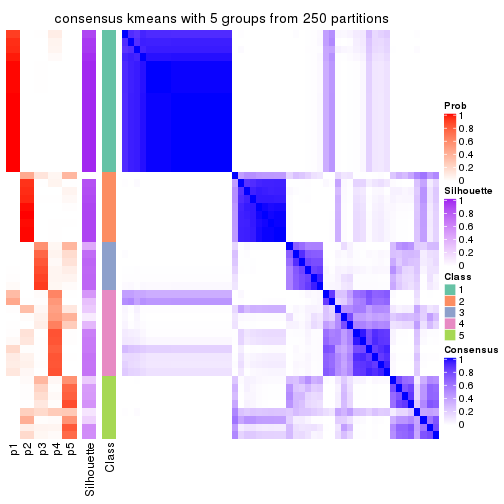 consensus kmeans with 5 groups from 250 partitions
Prob
1
0.8
0.6
0.4
0.2
0
Silhouette
1
0.8
0.6
0.4
0.2
0
Class
1
2
3
4
5
Consensus
1
0.8
0.6
0.4
0.2
0
p1
p2
p3
p4
p5
Silhouette
Class